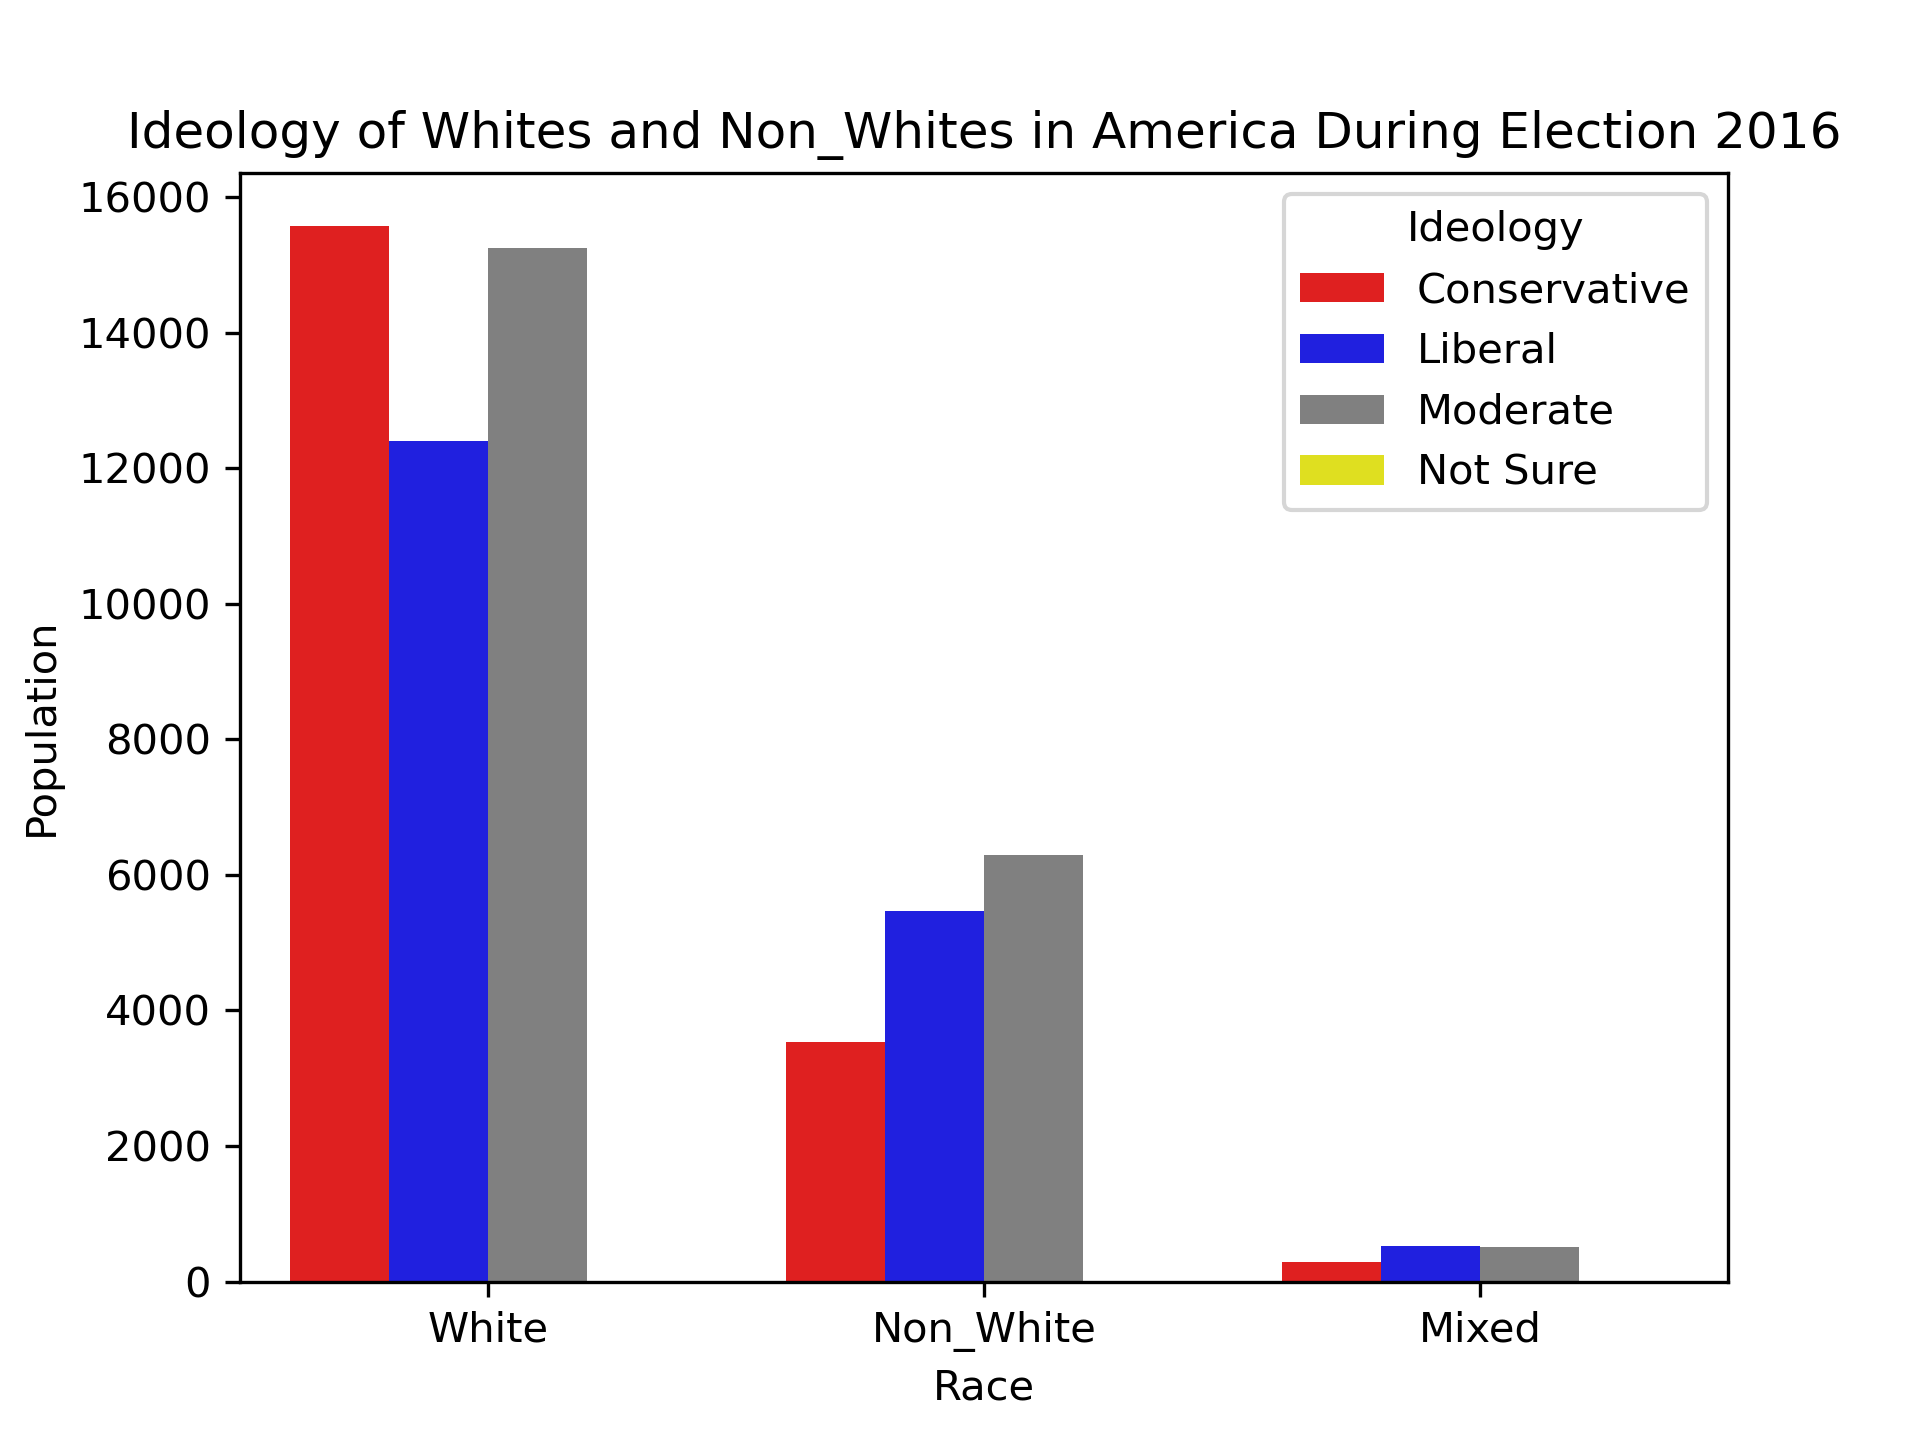 Ideology of Whites and Non_Whites in America During Election 2016
16000
14000
12000
10000
8000
6000
4000
2000
0
Population
Ideology
Conservative
Liberal
Moderate
Not Sure
White
Non_White
Mixed
Race